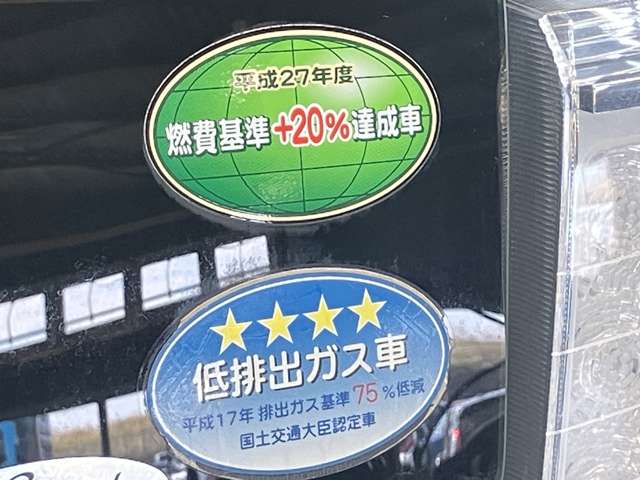 平成27年度
燃費基準+20%達成車
★★★★
低排出ガス車
平成17年 排出ガス基準75%低減
国土交通大臣認定車